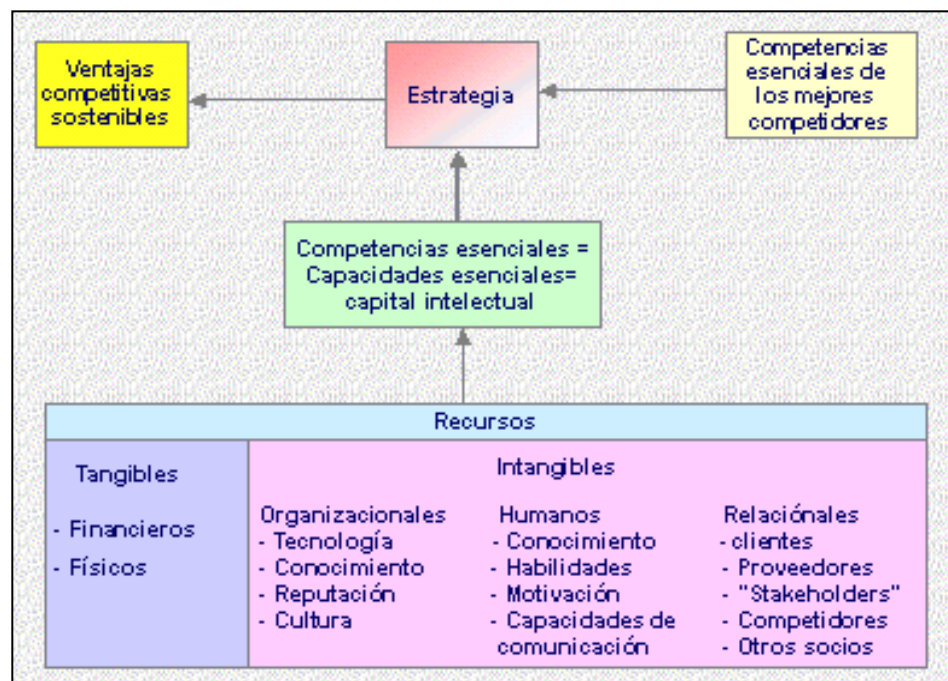 Ventajas
competitivas
sostenibles
Estrategia
Competencias
esenciales de
los mejores
competidores
Competencias esenciales =
Capacidades esenciales=
capital intelectual
Recursos
Tangibles
- Financieros
- Físicos
Intangibles
Organizacionales
- Tecnología
- Conocimiento
- Reputación
- Cultura
Humanos
- Conocimiento
- Habilidades
- Motivación
- Capacidades de
comunicación
Relaciónales
- clientes
- Proveedores
- "Stakeholders"
- Competidores
- Otros socios